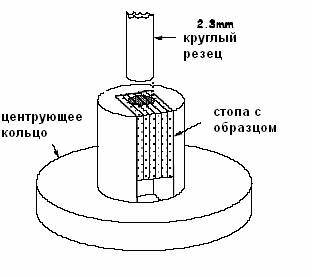 2.3mm
круглый
резец
центрующее
кольцо
стопа с
образцом